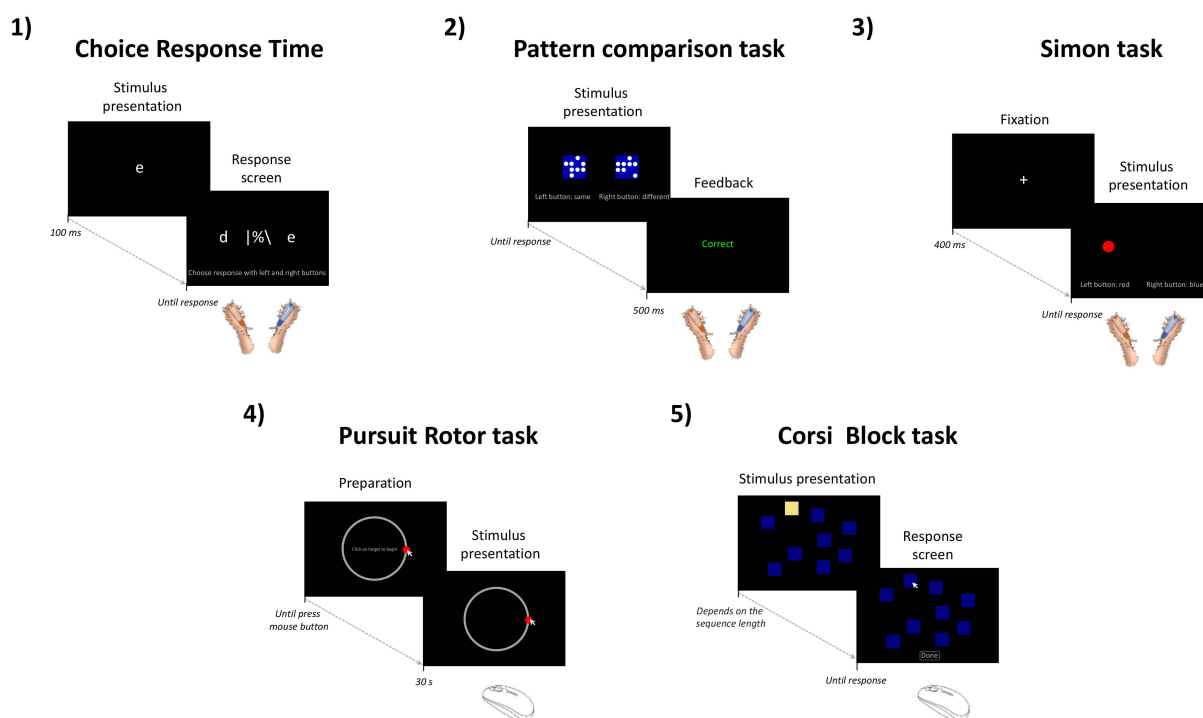 1)
Choice Response Time
Stimulus
presentation
e
Response
screen
d |%\ e
Choose response with left and right buttons
100 ms
Until response
2)
Pattern comparison task
Stimulus
presentation
Left button: same Right button: different
Feedback
Correct
Until response
500 ms
3)
Simon task
Fixation
+
Stimulus
presentation
Left button: red Right button: blue
400 ms
Until response
4)
Pursuit Rotor task
Preparation
Click on target to begin
Stimulus
presentation
Until press
mouse button
30 s
5)
Corsi Block task
Stimulus presentation
Response
screen
Done
Depends on the
sequence length
Until response